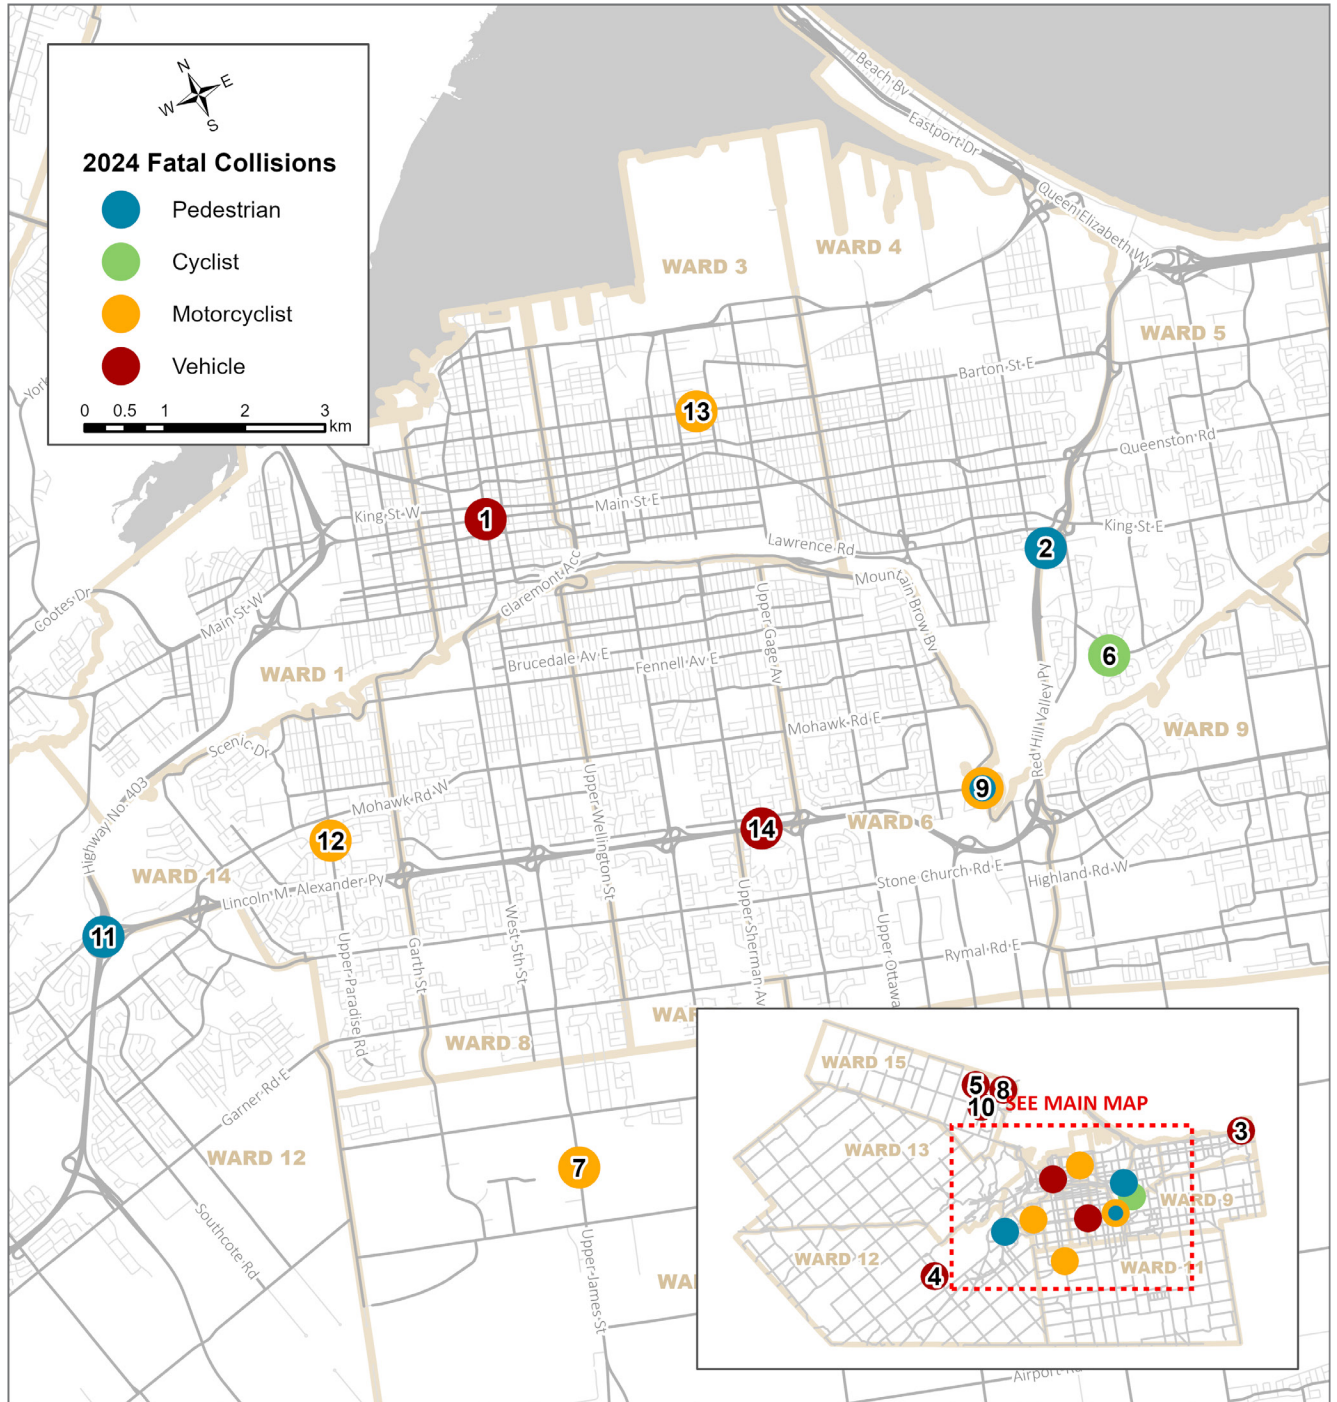 N
E
W
S
2024 Fatal Collisions
Pedestrian
Cyclist
Motorcyclist
Vehicle
0 0.5 1 2 3
km
Beach Bv
Eastport Dr
Queen Elizabeth Wy
WARD 4
WARD 3
WARD 5
York
Barton St E
13
Queenston Rd
Main St E
King St W
1
King St E
2
Lawrence Rd
Claremont Acc
Mountain Brow Bv
Cootes Dr
Main St W
Upper Gage Av
Brucedale Av E
Fennell Av E
6
WARD 1
Red Hill Valley Py
Mohawk Rd E
WARD 9
Scenic Dr
Highway No. 403
Mohawk Rd W
Upper Wellington St
9
12
14
WARD 6
WARD 14
Lincoln M. Alexander Py
Stone Church Rd E
Highland Rd W
11
West 5th St
Upper Sherman Av
Upper Ottawa
Garth St
Upper Paradise Rd
Rymal Rd E
WAR
WARD 8
Garner Rd E
WARD 12
7
Southcote Rd
Upper James St
WAR
WARD 15
5
8
10
SEE MAIN MAP
3
WARD 13
WARD 9
WARD 12
WARD 11
4
Airport